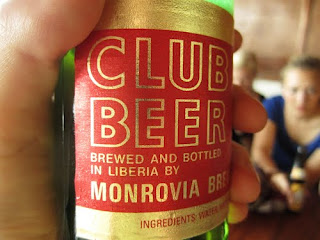 CLUB
BEER
BREWED AND BOTTLED
IN LIBERIA BY
MONROVIA BRE
INGREDIENTS: WATER,